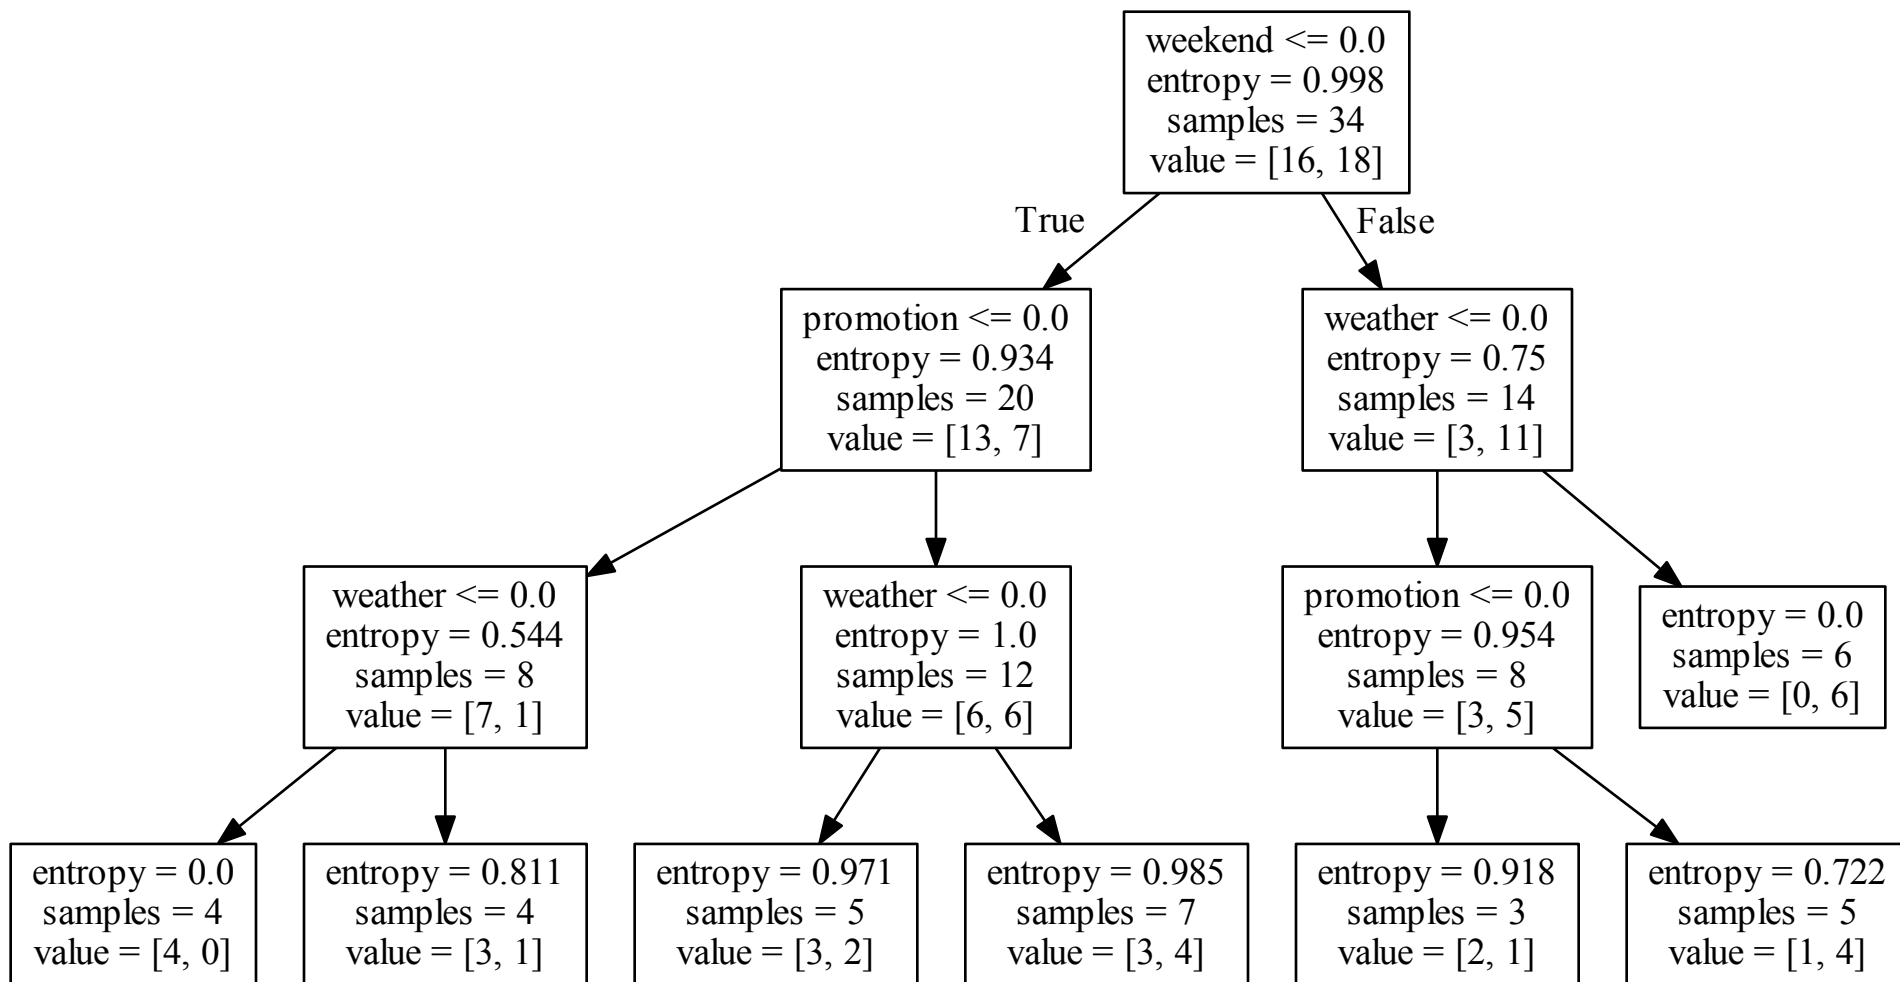 weekend <= 0.0
entropy = 0.998
samples = 34
value = [16, 18]
True
False
promotion <= 0.0
entropy = 0.934
samples = 20
value = [13, 7]
weather <= 0.0
entropy = 0.75
samples = 14
value = [3, 11]
weather <= 0.0
entropy = 0.544
samples = 8
value = [7, 1]
weather <= 0.0
entropy = 1.0
samples = 12
value = [6, 6]
promotion <= 0.0
entropy = 0.954
samples = 8
value = [3, 5]
entropy = 0.0
samples = 6
value = [0, 6]
entropy = 0.0
samples = 4
value = [4, 0]
entropy = 0.811
samples = 4
value = [3, 1]
entropy = 0.971
samples = 5
value = [3, 2]
entropy = 0.985
samples = 7
value = [3, 4]
entropy = 0.918
samples = 3
value = [2, 1]
entropy = 0.722
samples = 5
value = [1, 4]